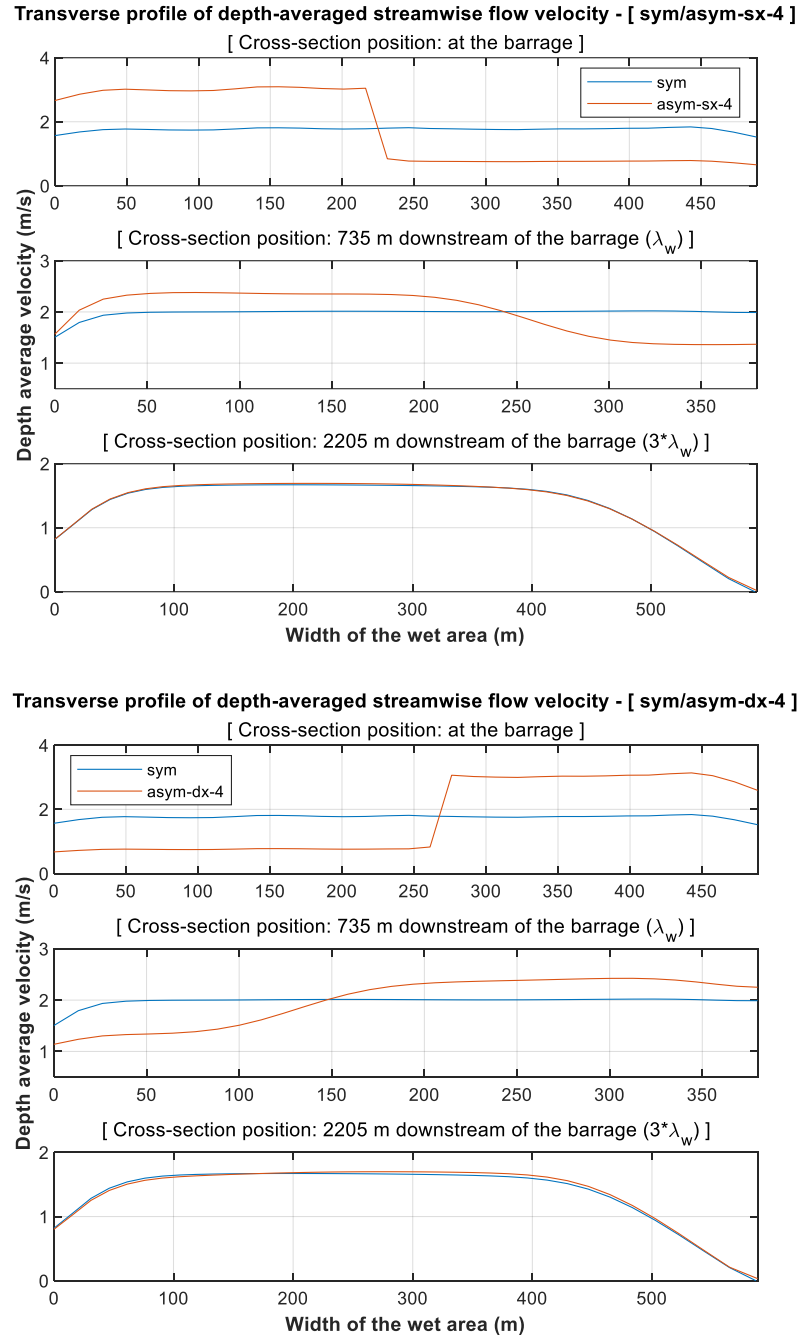 Transverse profile of depth-averaged streamwise flow velocity - [ sym/asym-sx-4 ]
[ Cross-section position: at the barrage ]
4
2
0
sym
asym-sx-4
0 50 100 150 200 250 300 350 400 450
Depth average velocity (m/s)
[ Cross-section position: 735 m downstream of the barrage (λw) ]
3
2
1
0 50 100 150 200 250 300 350
[ Cross-section position: 2205 m downstream of the barrage (3*λw) ]
2
1
0
0 100 200 300 400 500
Width of the wet area (m)
Transverse profile of depth-averaged streamwise flow velocity - [ sym/asym-dx-4 ]
[ Cross-section position: at the barrage ]
4
2
0
sym
asym-dx-4
0 50 100 150 200 250 300 350 400 450
Depth average velocity (m/s)
[ Cross-section position: 735 m downstream of the barrage (λw) ]
3
2
1
0 50 100 150 200 250 300 350
[ Cross-section position: 2205 m downstream of the barrage (3*λw) ]
2
1
0
0 100 200 300 400 500
Width of the wet area (m)